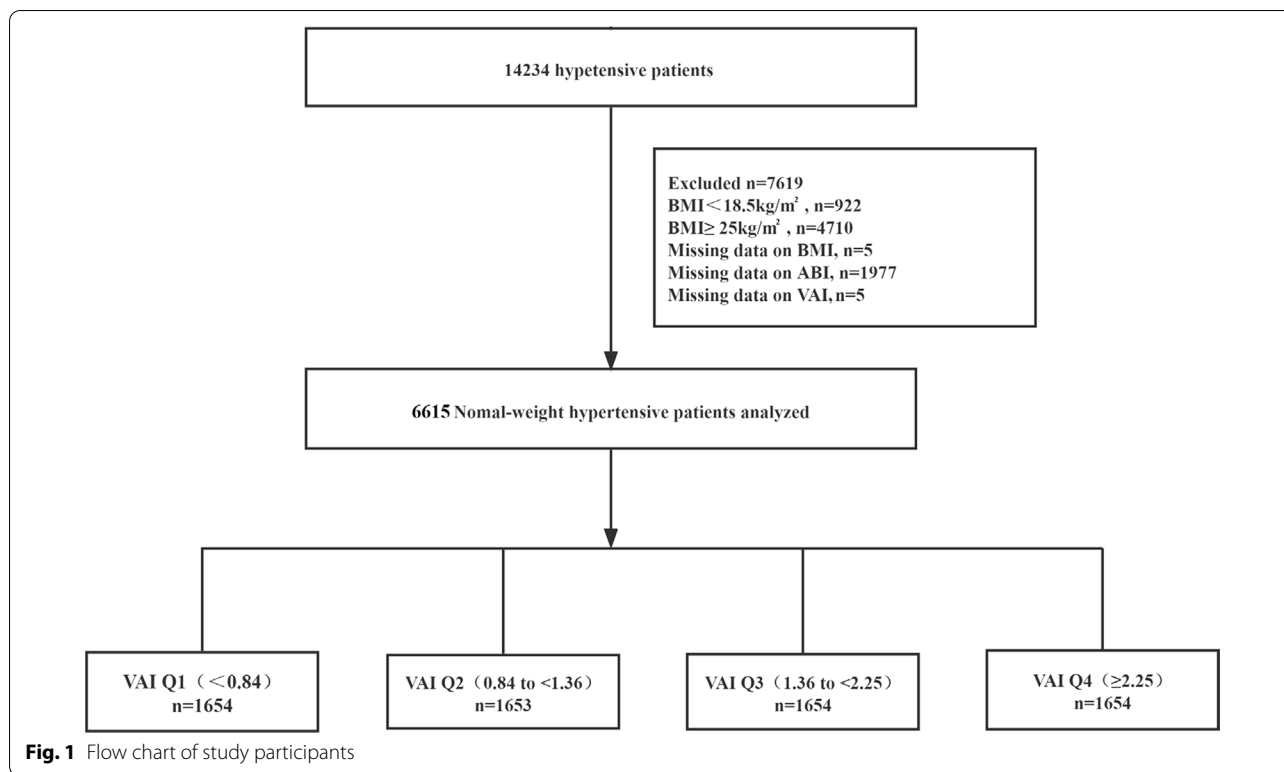 14234 hypetensive patients
Excluded n=7619
BMI＜18.5kg/m², n=922
BMI≥ 25kg/m², n=4710
Missing data on BMI, n=5
Missing data on ABI, n=1977
Missing data on VAI, n=5
6615 Nomal-weight hypertensive patients analyzed
VAI Q1（＜0.84）
n=1654
VAI Q2（0.84 to <1.36）
n=1653
VAI Q3（1.36 to <2.25）
n=1654
VAI Q4（≥2.25）
n=1654
Fig. 1 Flow chart of study participants